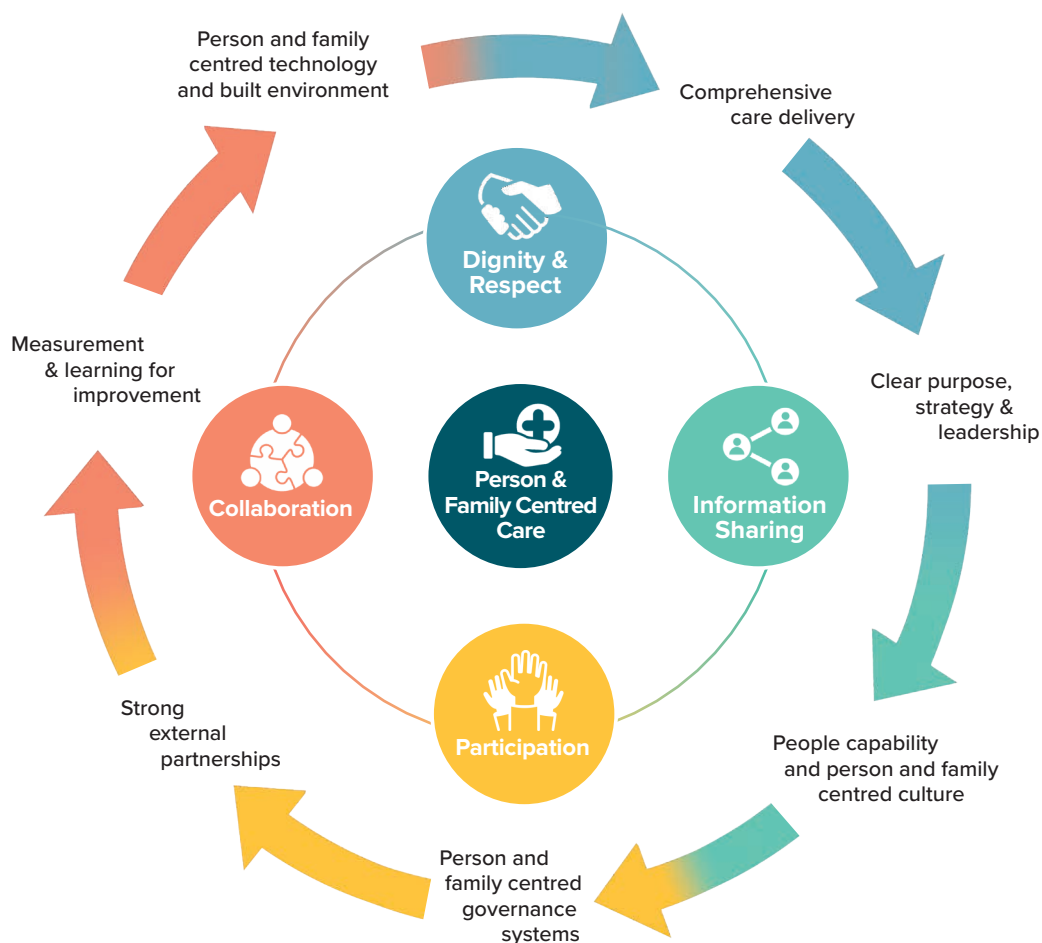 Person and family
centred technology
and built environment
Comprehensive
care delivery
Clear purpose,
strategy &
leadership
People capability
and person and family
centred culture
Person and
family centred
governance
systems
Strong
external
partnerships
Measurement
& learning for
improvement
Dignity &
Respect
Information
Sharing
Participation
Collaboration
Person &
Family Centred
Care